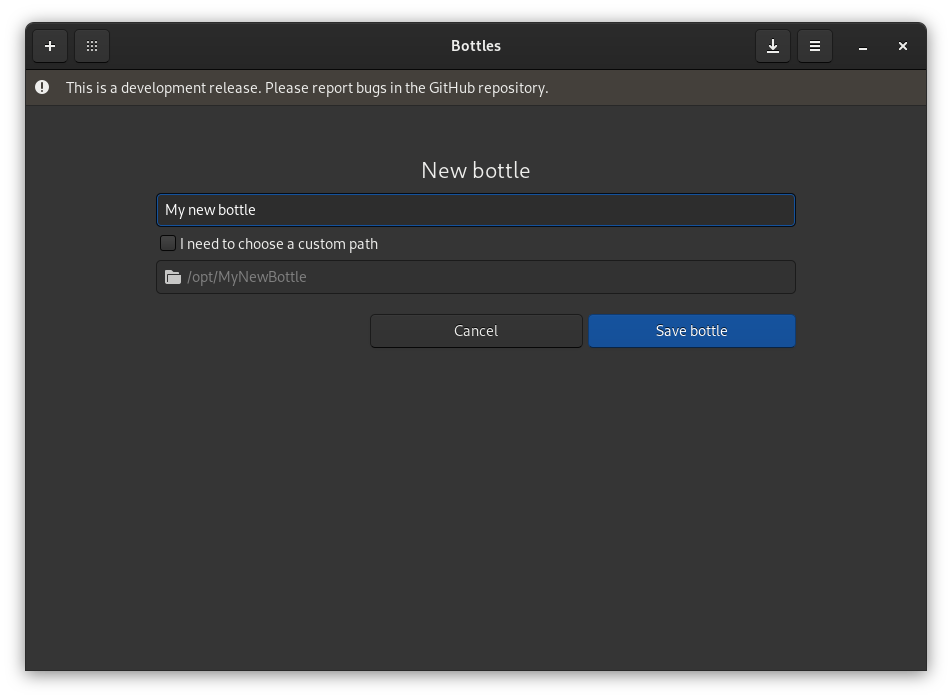 Bottles
This is a development release. Please report bugs in the GitHub repository.
New bottle
My new bottle
I need to choose a custom path
/opt/MyNewBottle
Cancel
Save bottle